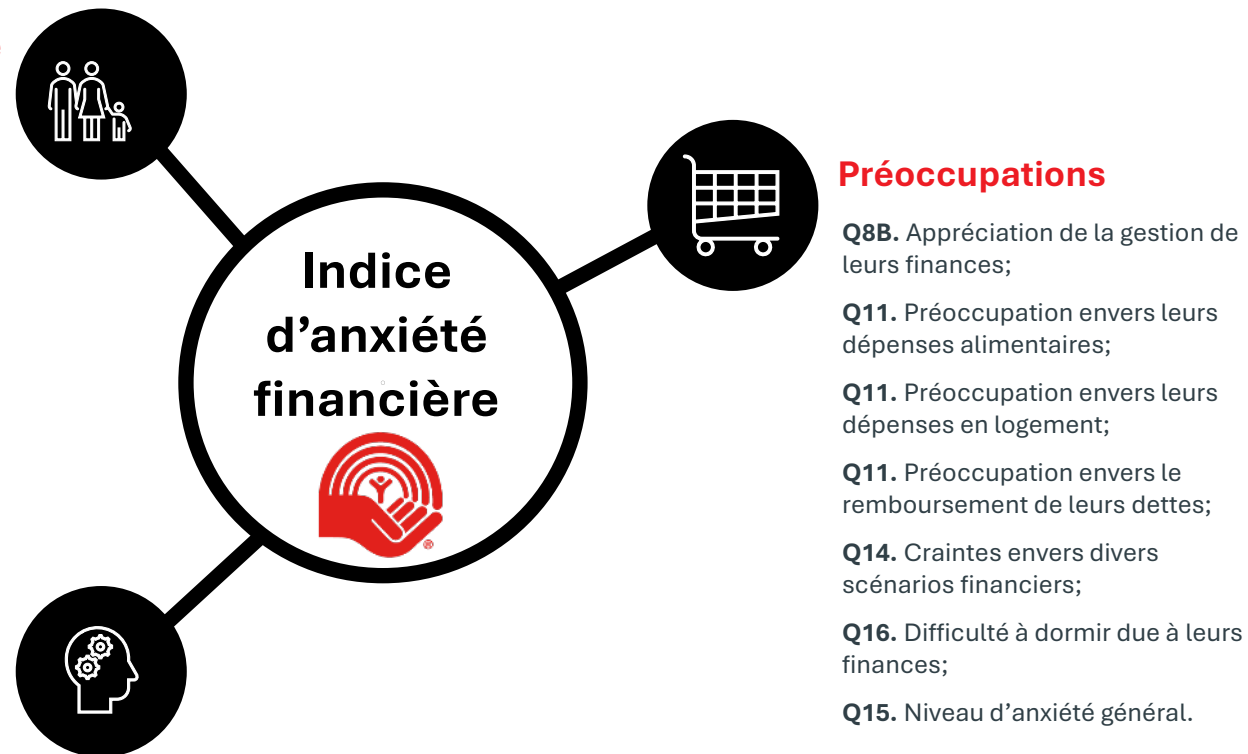 Indice
d’anxiété
financière
®
Préoccupations
Q8B. Appréciation de la gestion de
leurs finances;
Q11. Préoccupation envers leurs
dépenses alimentaires;
Q11. Préoccupation envers leurs
dépenses en logement;
Q11. Préoccupation envers le
remboursement de leurs dettes;
Q14. Craintes envers divers
scénarios financiers;
Q16. Difficulté à dormir due à leurs
finances;
Q15. Niveau d’anxiété général.